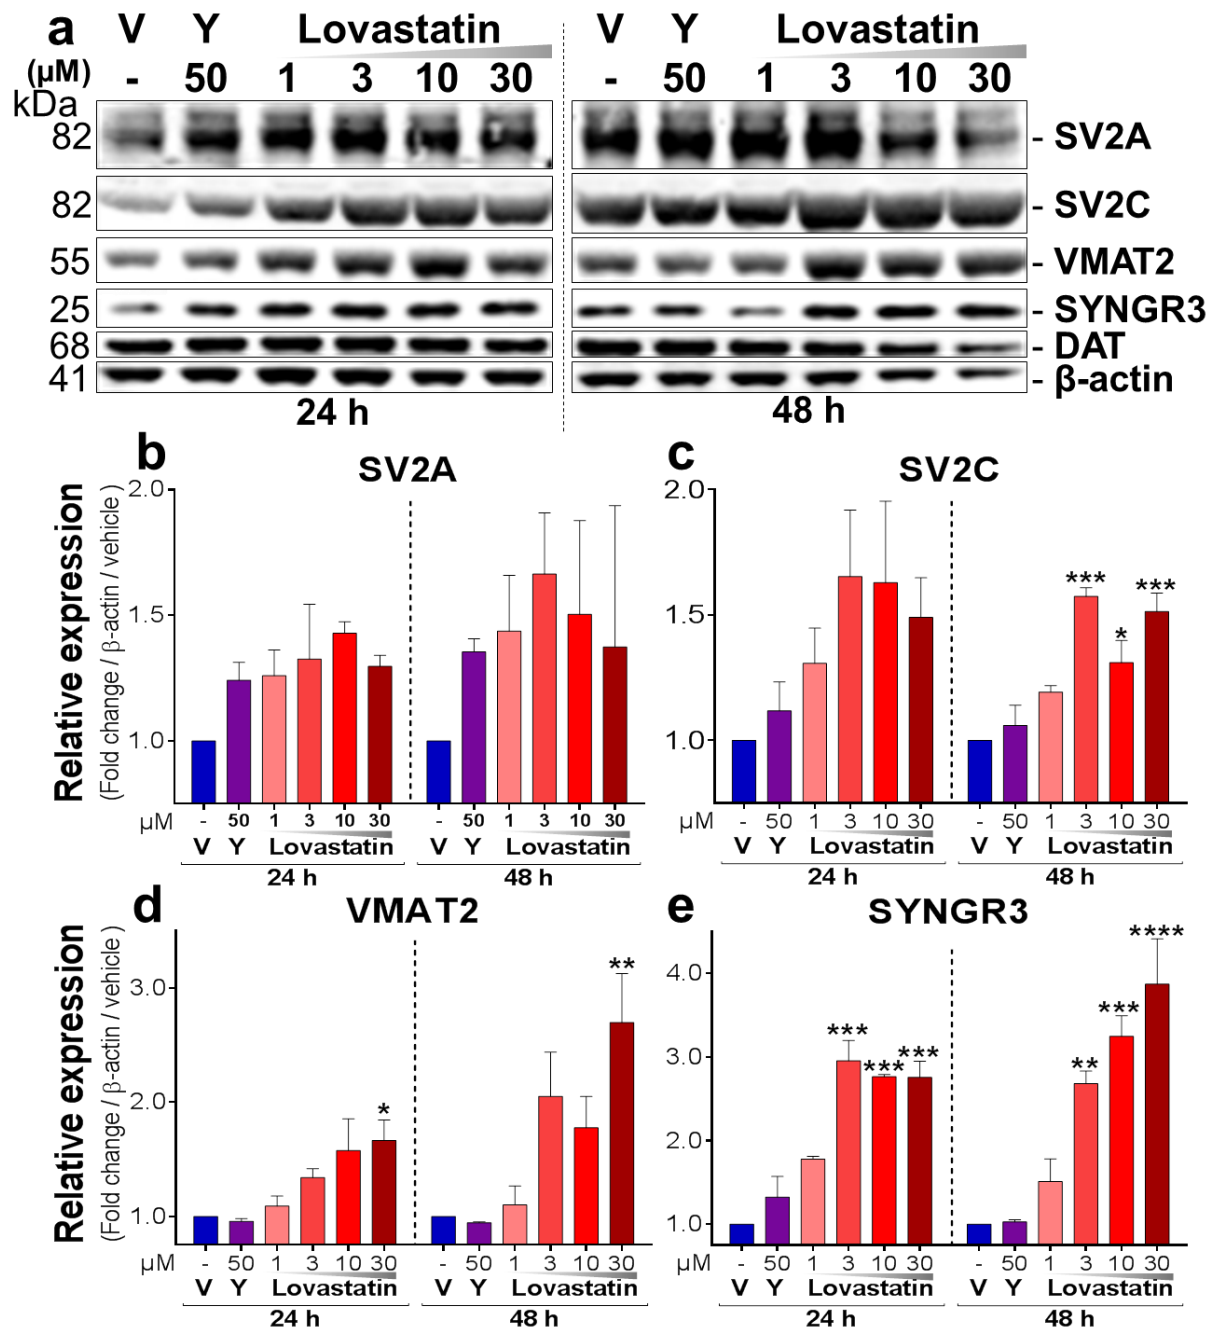 a V Y Lovastatin V Y Lovastatin
(µM) - 50 1 3 10 30 - 50 1 3 10 30
kDa
82 - SV2A
82 - SV2C
55 - VMAT2
25 - SYNGR3
68 - DAT
41 - β-actin
24 h 48 h
b SV2A
Relative expression
(Fold change / β-actin / vehicle )
2.0
1.5
1.0
µM - 50 1 3 10 30 - 50 1 3 10 30
V Y Lovastatin V Y Lovastatin
24 h 48 h
c SV2C
2.0
1.5
1.0
*** * ***
µM - 50 1 3 10 30 - 50 1 3 10 30
V Y Lovastatin V Y Lovastatin
24 h 48 h
d VMAT2
Relative expression
(Fold change / β-actin / vehicle )
3.0
2.0
1.0
* **
µM - 50 1 3 10 30 - 50 1 3 10 30
V Y Lovastatin V Y Lovastatin
24 h 48 h
e SYNGR3
4.0
3.0
2.0
1.0
*** *** *** ** *** ****
µM - 50 1 3 10 30 - 50 1 3 10 30
V Y Lovastatin V Y Lovastatin
24 h 48 h